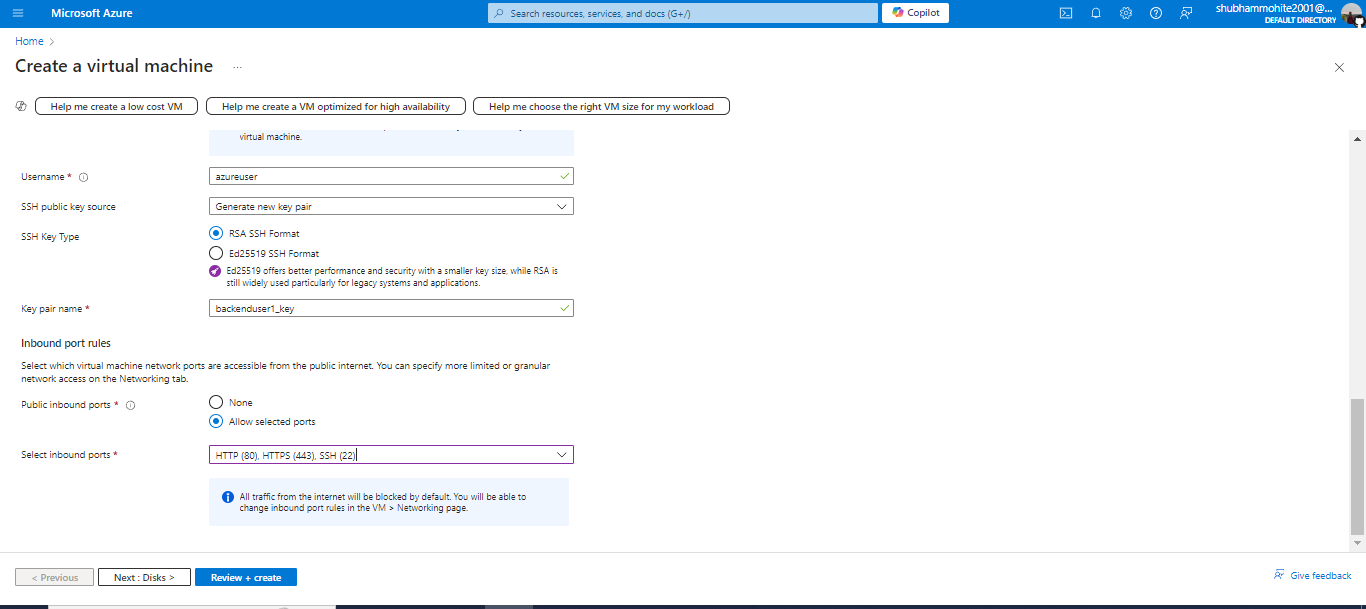 Microsoft Azure
Search resources, services, and docs (G+/)
Copilot
shubhammohite2001@...
DEFAULT DIRECTORY
Home >
Create a virtual machine ...
Help me create a low cost VM
Help me create a VM optimized for high availability
Help me choose the right VM size for my workload
virtual machine.
Username *
azureuser
SSH public key source
Generate new key pair
SSH Key Type
RSA SSH Format
Ed25519 SSH Format
Ed25519 offers better performance and security with a smaller key size, while RSA is
still widely used particularly for legacy systems and applications.
Key pair name *
backenduser1_key
Inbound port rules
Select which virtual machine network ports are accessible from the public internet. You can specify more limited or granular
network access on the Networking tab.
Public inbound ports *
None
Allow selected ports
Select inbound ports *
HTTP (80), HTTPS (443), SSH (22)
All traffic from the internet will be blocked by default. You will be able to
change inbound port rules in the VM > Networking page.
< Previous
Next : Disks >
Review + create
Give feedback